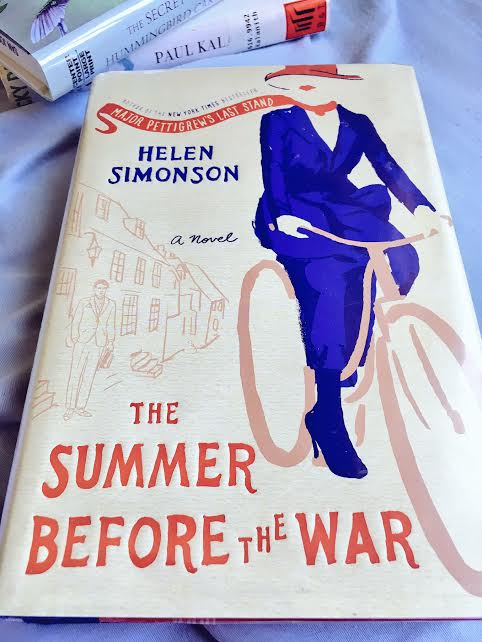 THE SECRET
HUMMINGBIRD CA
PAUL KAL
AUTHOR OF THE NEW YORK TIMES BESTSELLER
MAJOR PETTIGREW'S LAST STAND
HELEN
SIMONSON
a Novel
THE
SUMMER
BEFORE THE WAR